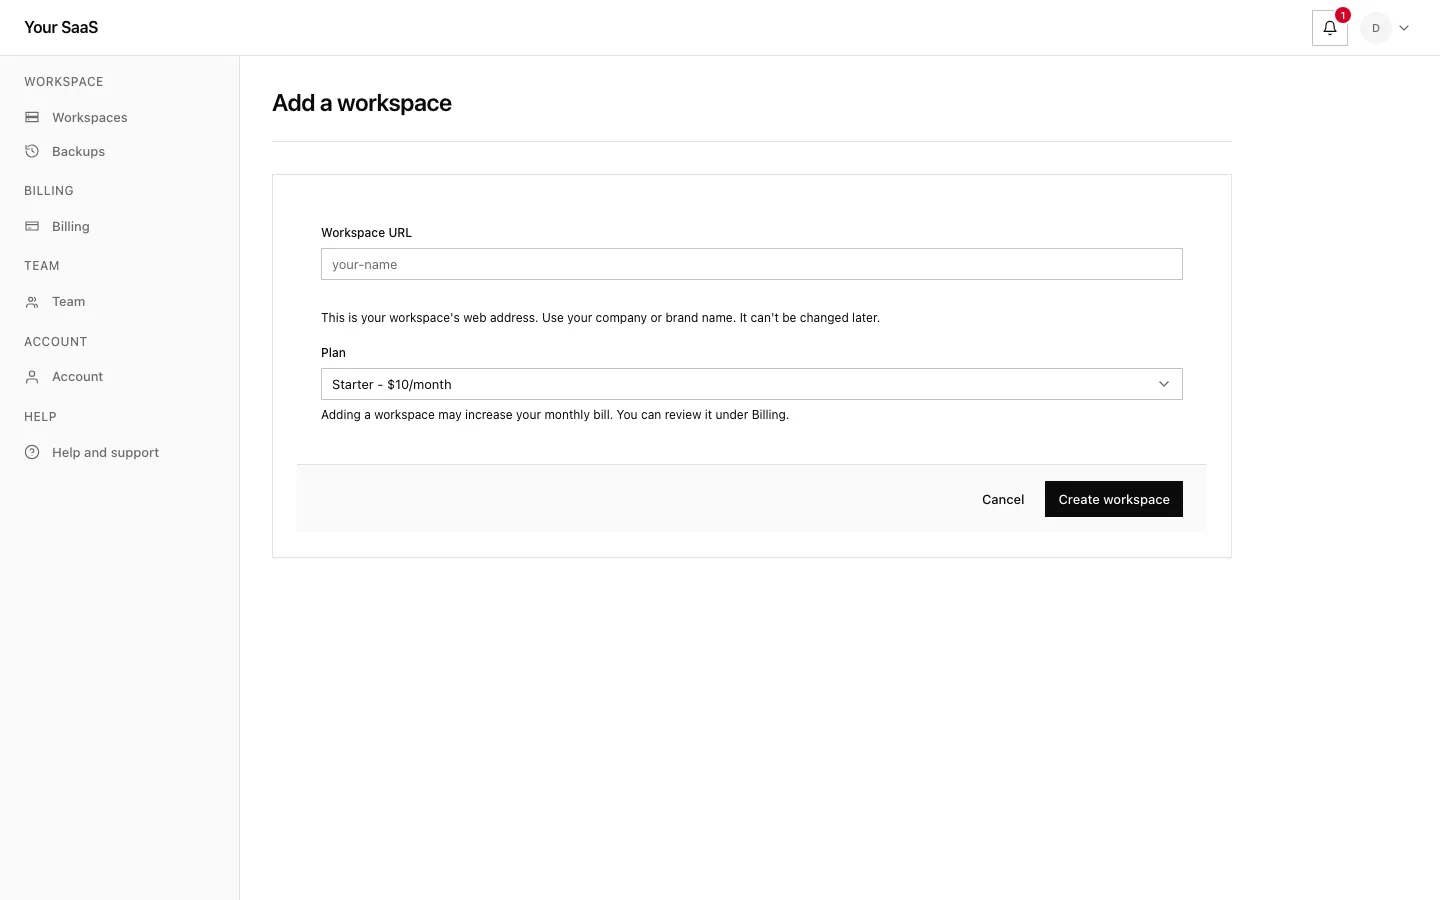 Your SaaS
1
D
WORKSPACE
Workspaces
Backups
BILLING
Billing
TEAM
Team
ACCOUNT
Account
HELP
Help and support
Add a workspace
Workspace URL
your-name
This is your workspace's web address. Use your company or brand name. It can't be changed later.
Plan
Starter - $10/month
Adding a workspace may increase your monthly bill. You can review it under Billing.
Cancel
Create workspace